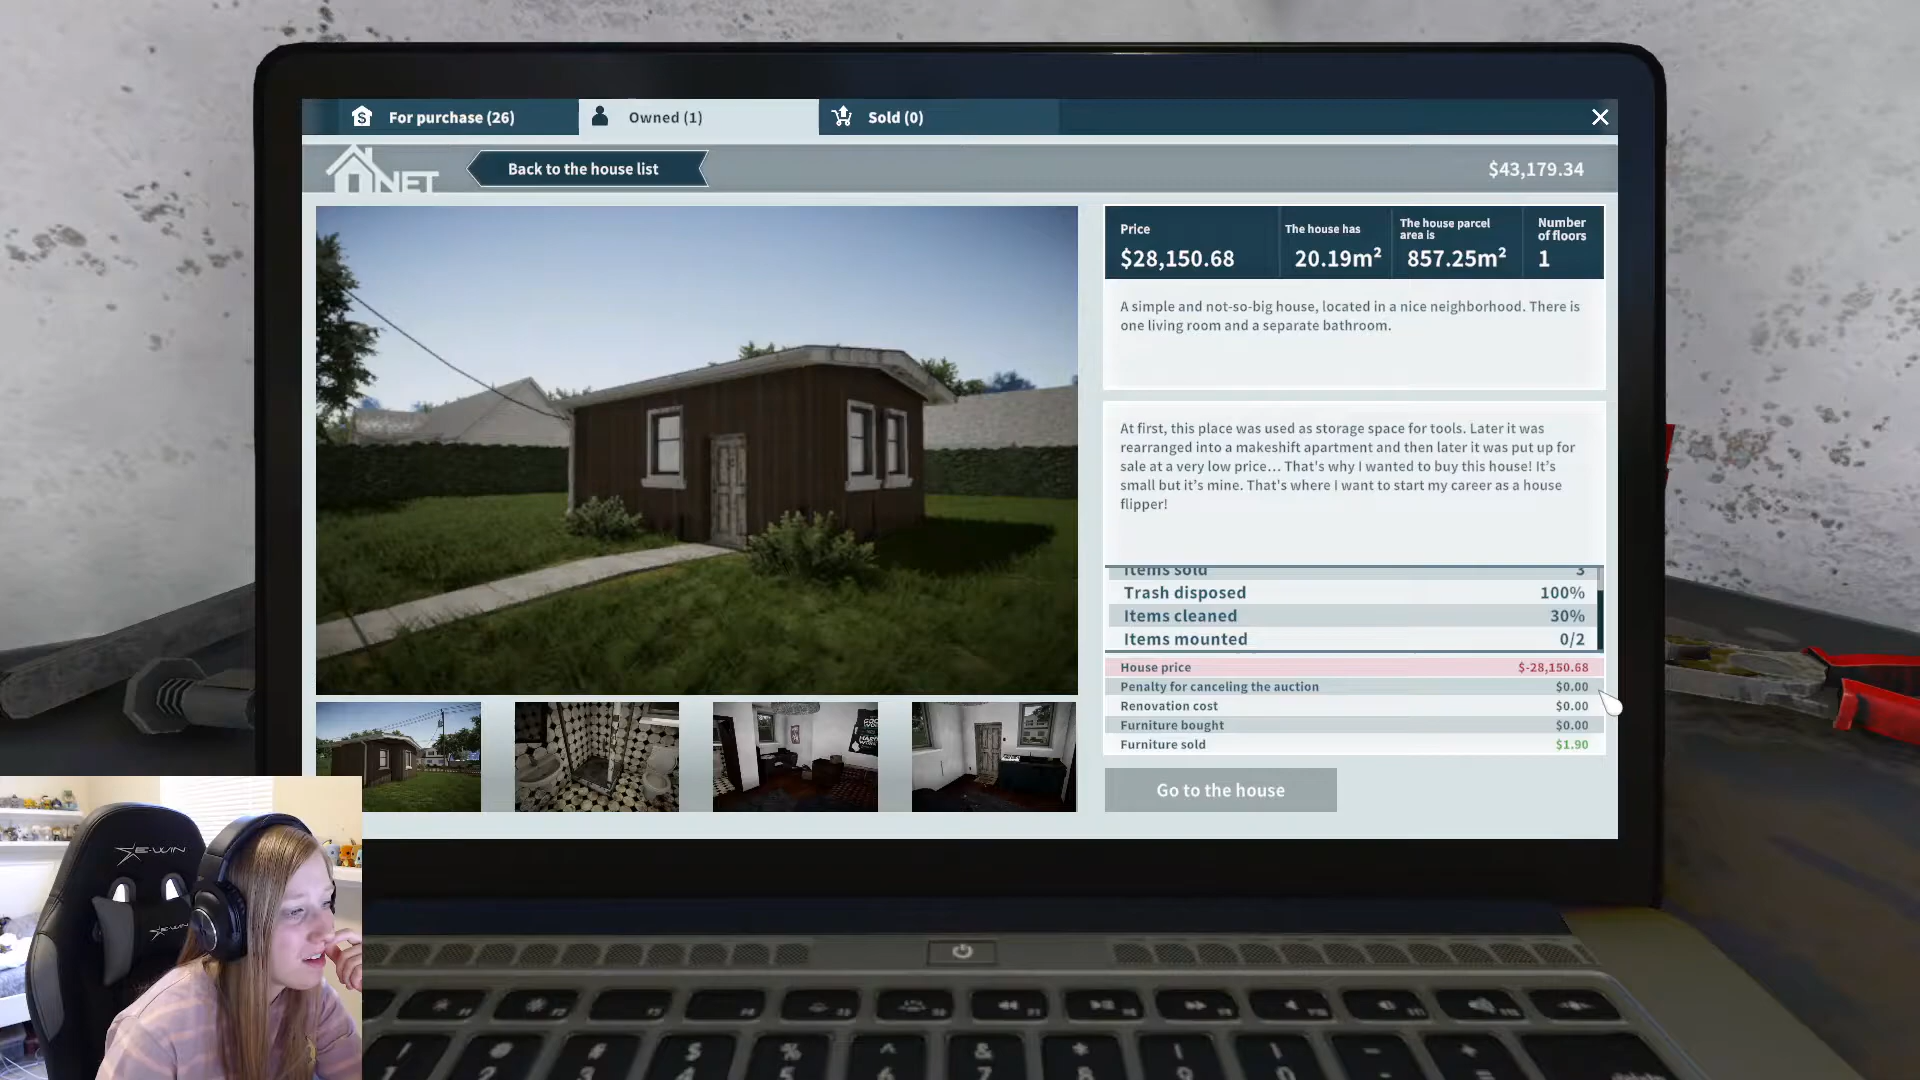 For purchase (26)
Owned (1)
Sold (0)
NET
Back to the house list
$43,179.34
Price
$28,150.68
The house has
20.19m²
The house parcel
area is
857.25m²
Number
of floors
1
A simple and not-so-big house, located in a nice neighborhood. There is
one living room and a separate bathroom.
At first, this place was used as storage space for tools. Later it was
rearranged into a makeshift apartment and then later it was put up for
sale at a very low price... That's why I wanted to buy this house! It's
small but it's mine. That's where I want to start my career as a house
flipper!
Items sold 3
Trash disposed 100%
Items cleaned 30%
Items mounted 0/2
House price $-28,150.68
Penalty for canceling the auction $0.00
Renovation cost $0.00
Furniture bought $0.00
Furniture sold $1.90
Go to the house
E-WIN